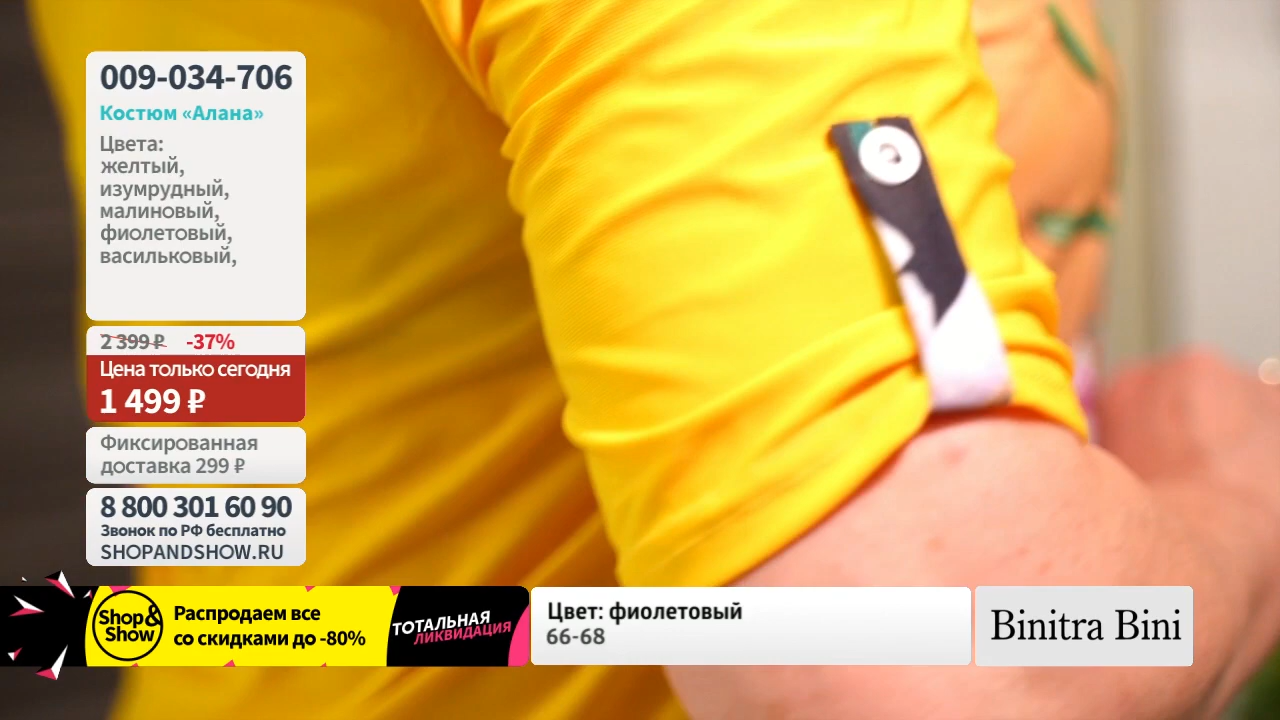 009-034-706
Костюм «Алана»
Цвета:
желтый,
изумрудный,
малиновый,
фиолетовый,
васильковый,
2 399 ₽ -37%
Цена только сегодня
1 499 ₽
Фиксированная
доставка 299 ₽
8 800 301 60 90
Звонок по РФ бесплатно
SHOPANDSHOW.RU
Shop&
Show
Распродаем все
со скидками до -80%
ТОТАЛЬНАЯ
ЛИКВИДАЦИЯ
Цвет: фиолетовый
66-68
Binitra Bini